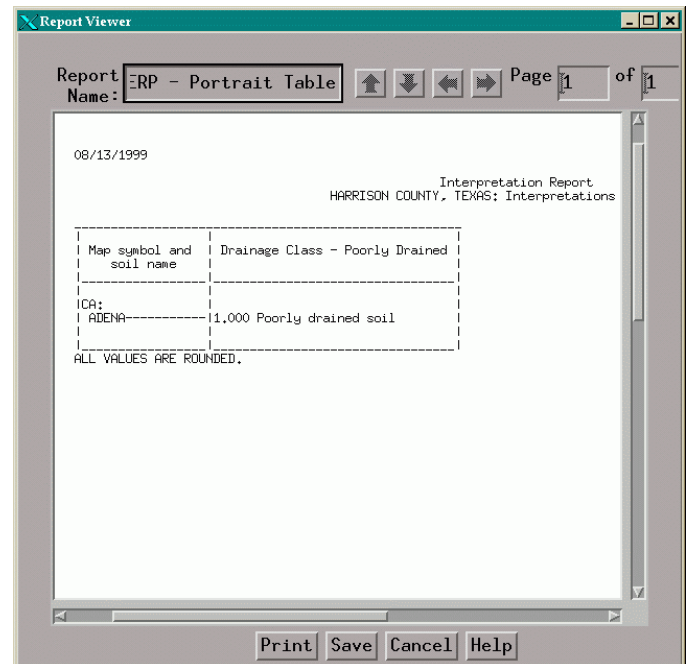 Report Viewer
Report Name: ERP - Portrait Table Page 1 of 1
08/13/1999
Interpretation Report
HARRISON COUNTY, TEXAS: Interpretations
Map symbol and | Drainage Class - Poorly Drained
soil name
CA:
ADENA-----------|1.000 Poorly drained soil
ALL VALUES ARE ROUNDED.
Print Save Cancel Help